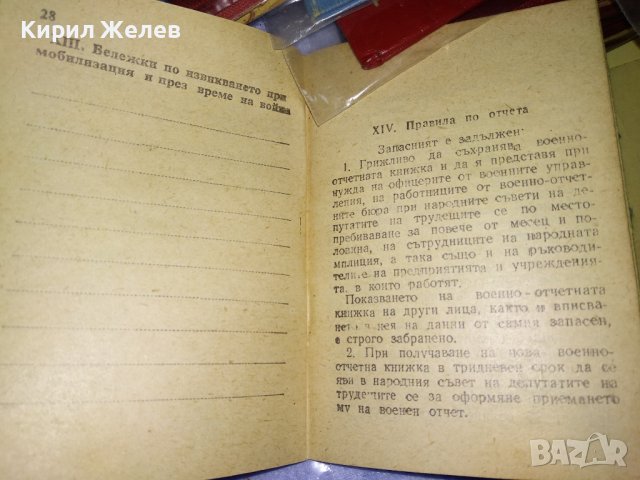 Кирил Желев
28
XIII. Бележки по извикването при
мобилизация и през време на война
XIV. Правила по отчета
Запасният е задължен:
1. Грижливо да съхранява военно-
отчетната книжка и да я представя при
нужда на офицерите от военните управ-
ления, на работниците от военно-отчет-
ните бюра при народните съвети на де-
путатите на трудещите се по место-
пребиваване за повече от месец и по-
ловина, на сътрудниците на народната
милиция, а така също и на ръководи-
телите на предприятията и учреждения-
та, в които работят.
Показването на военно-отчетната
книжка на други лица, както и вписва-
нето в нея на данни от самия запасен,
е строго забранено.
2. При получаване на нова военно-
отчетна книжка в тридневен срок да се
яви в народния съвет на депутатите на
трудещите се за оформяне приемането
му на военен отчет.
BAZAR